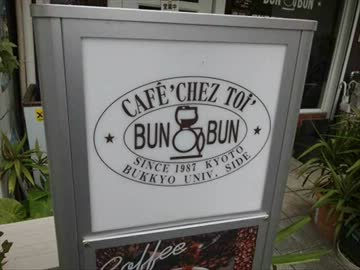 CAFÉ 'CHEZ TOI'
BUN BUN
SINCE 1987 KYOTO
BUKKYO UNIV. SIDE
Coffee